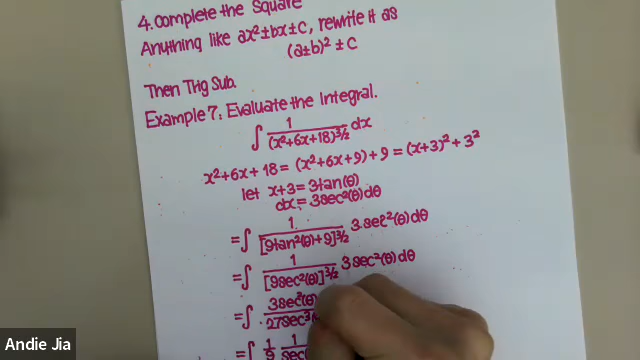 4. Complete the Square
Anything like ax²±bx±C, rewrite it as
(a±b)² ± C
Then Trig Sub.
Example 7: Evaluate the integral.
∫ 1/(x²+6x+18)^3/2 dx
x²+6x+18 = (x²+6x+9)+9 = (x+3)²+3²
let x+3=3tan(θ)
dx=3sec²(θ)dθ
=∫ 1/[9tan²(θ)+9]^3/2 3sec²(θ)dθ
=∫ 1/[9sec²(θ)]^3/2 3sec²(θ)dθ
=∫ 3sec²(θ)/27sec³
=∫ 1/9 1/sec
Andie Jia